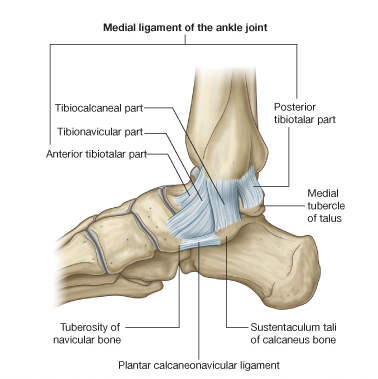 Medial ligament of the ankle joint
Tibiocalcaneal part
Tibionavicular part
Anterior tibiotalar part
Posterior
tibiotalar part
Medial
tubercle
of talus
Tuberosity of
navicular bone
Sustentaculum tali
of calcaneus bone
Plantar calcaneonavicular ligament